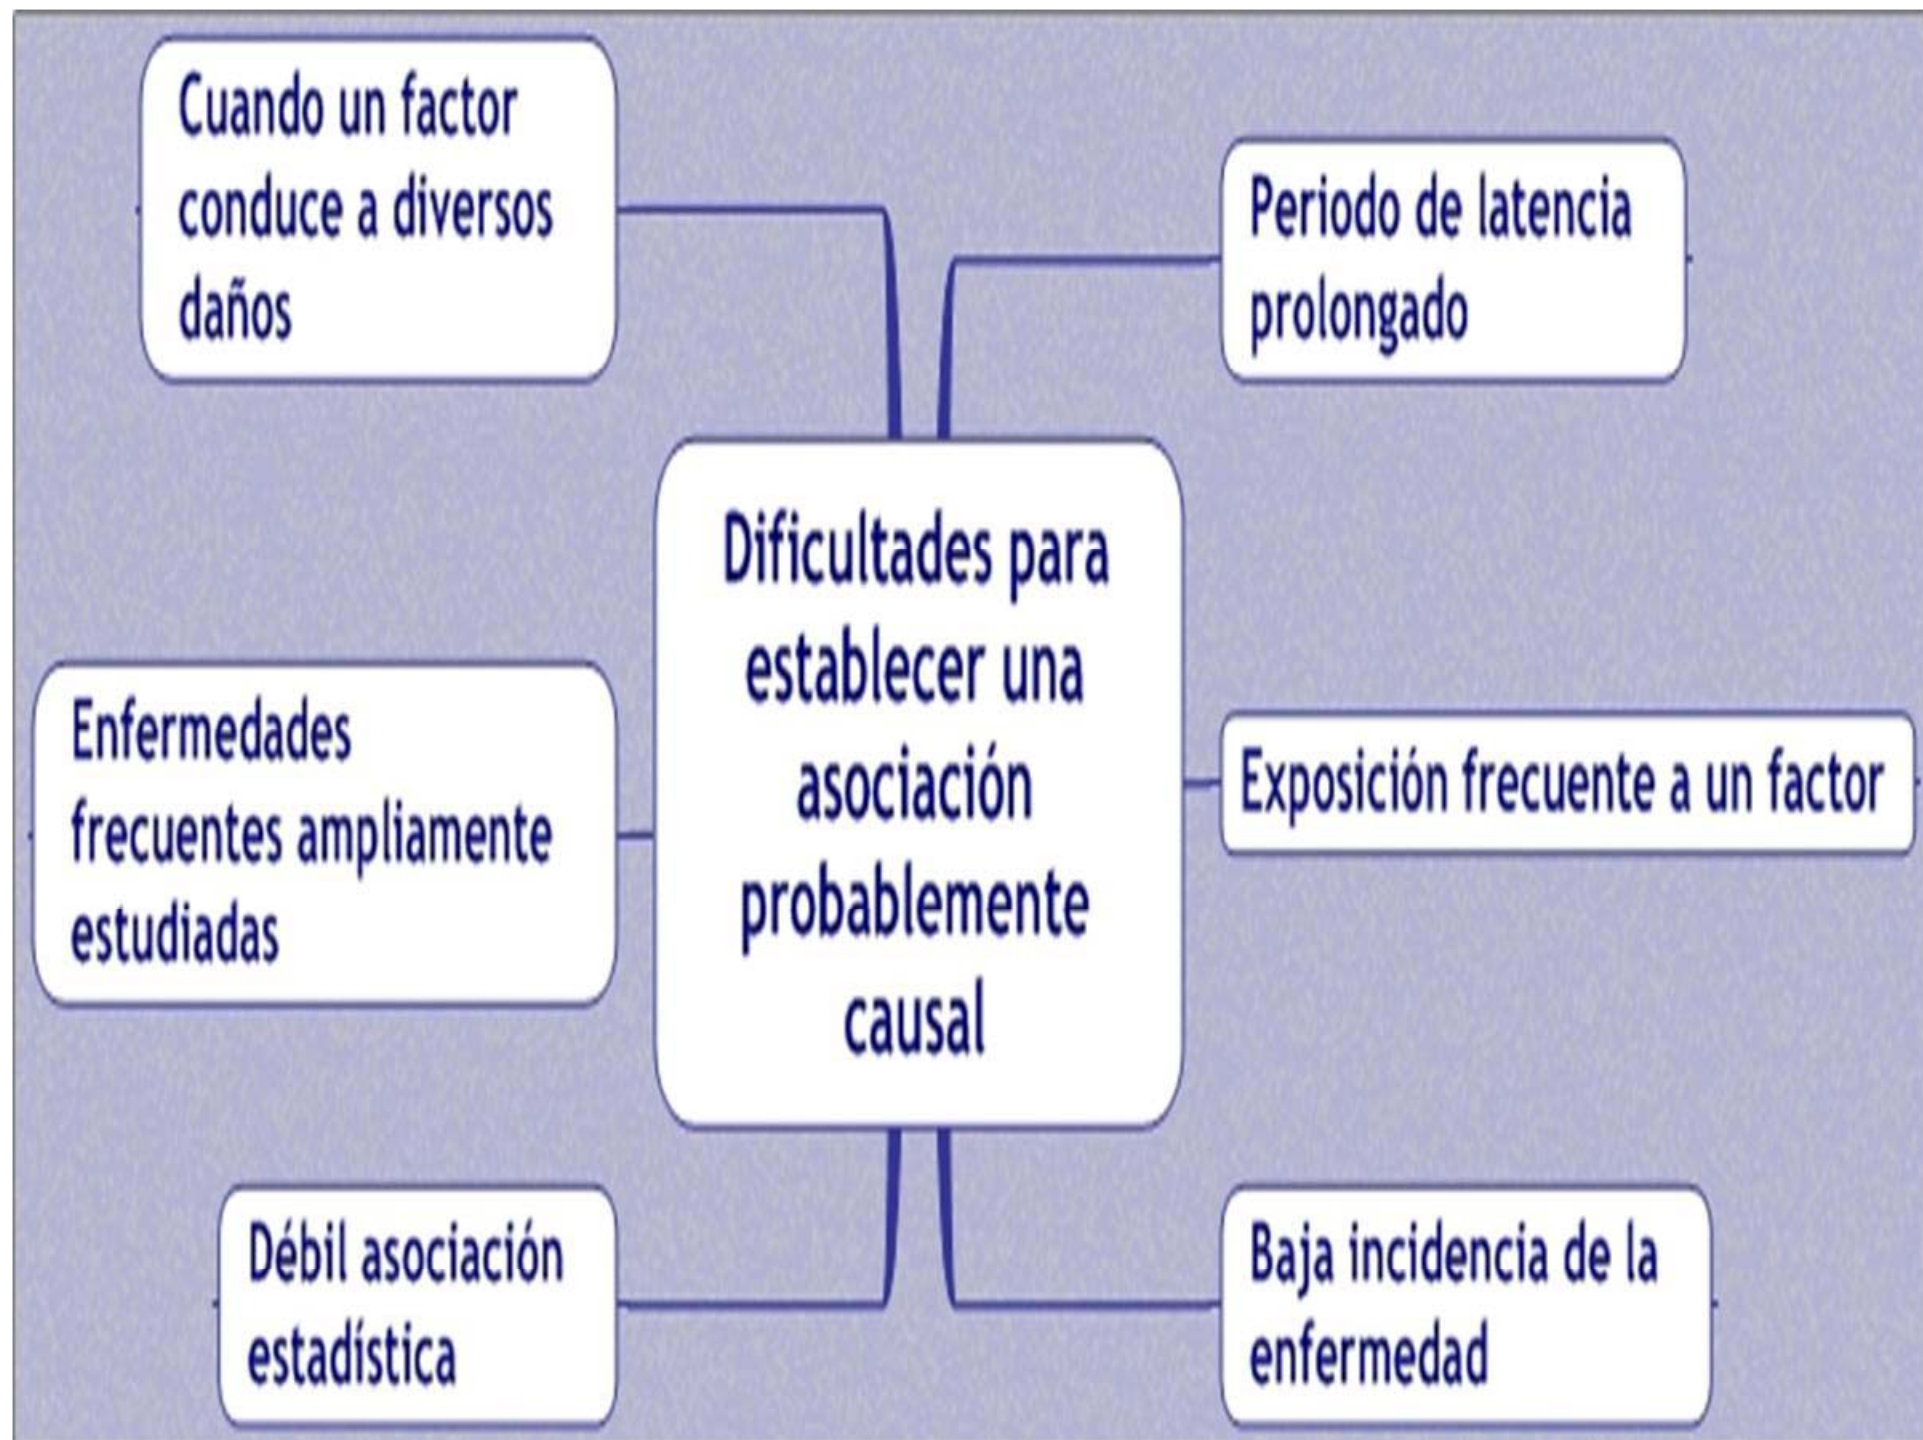 Cuando un factor
conduce a diversos
daños
Periodo de latencia
prolongado
Dificultades para
establecer una
asociación
probablemente
causal
Enfermedades
frecuentes ampliamente
estudiadas
Exposición frecuente a un factor
Débil asociación
estadística
Baja incidencia de la
enfermedad